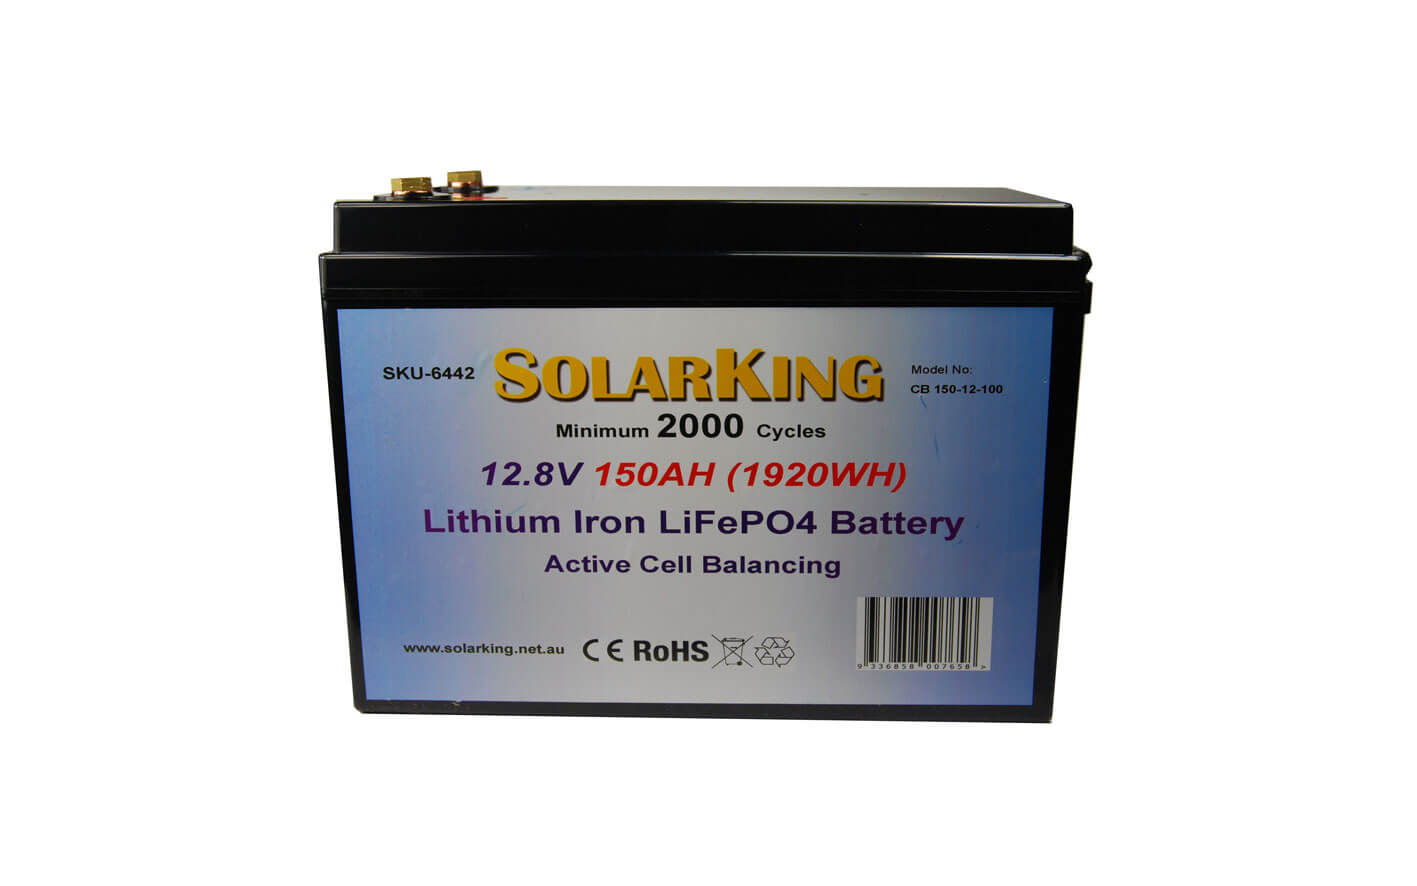 SKU-6442
SOLARKING
Model No:
CB 150-12-100
Minimum 2000 Cycles
12.8V 150AH (1920WH)
Lithium Iron LiFePO4 Battery
Active Cell Balancing
www.solarking.net.au
CE RoHS
9 336858 007658 >